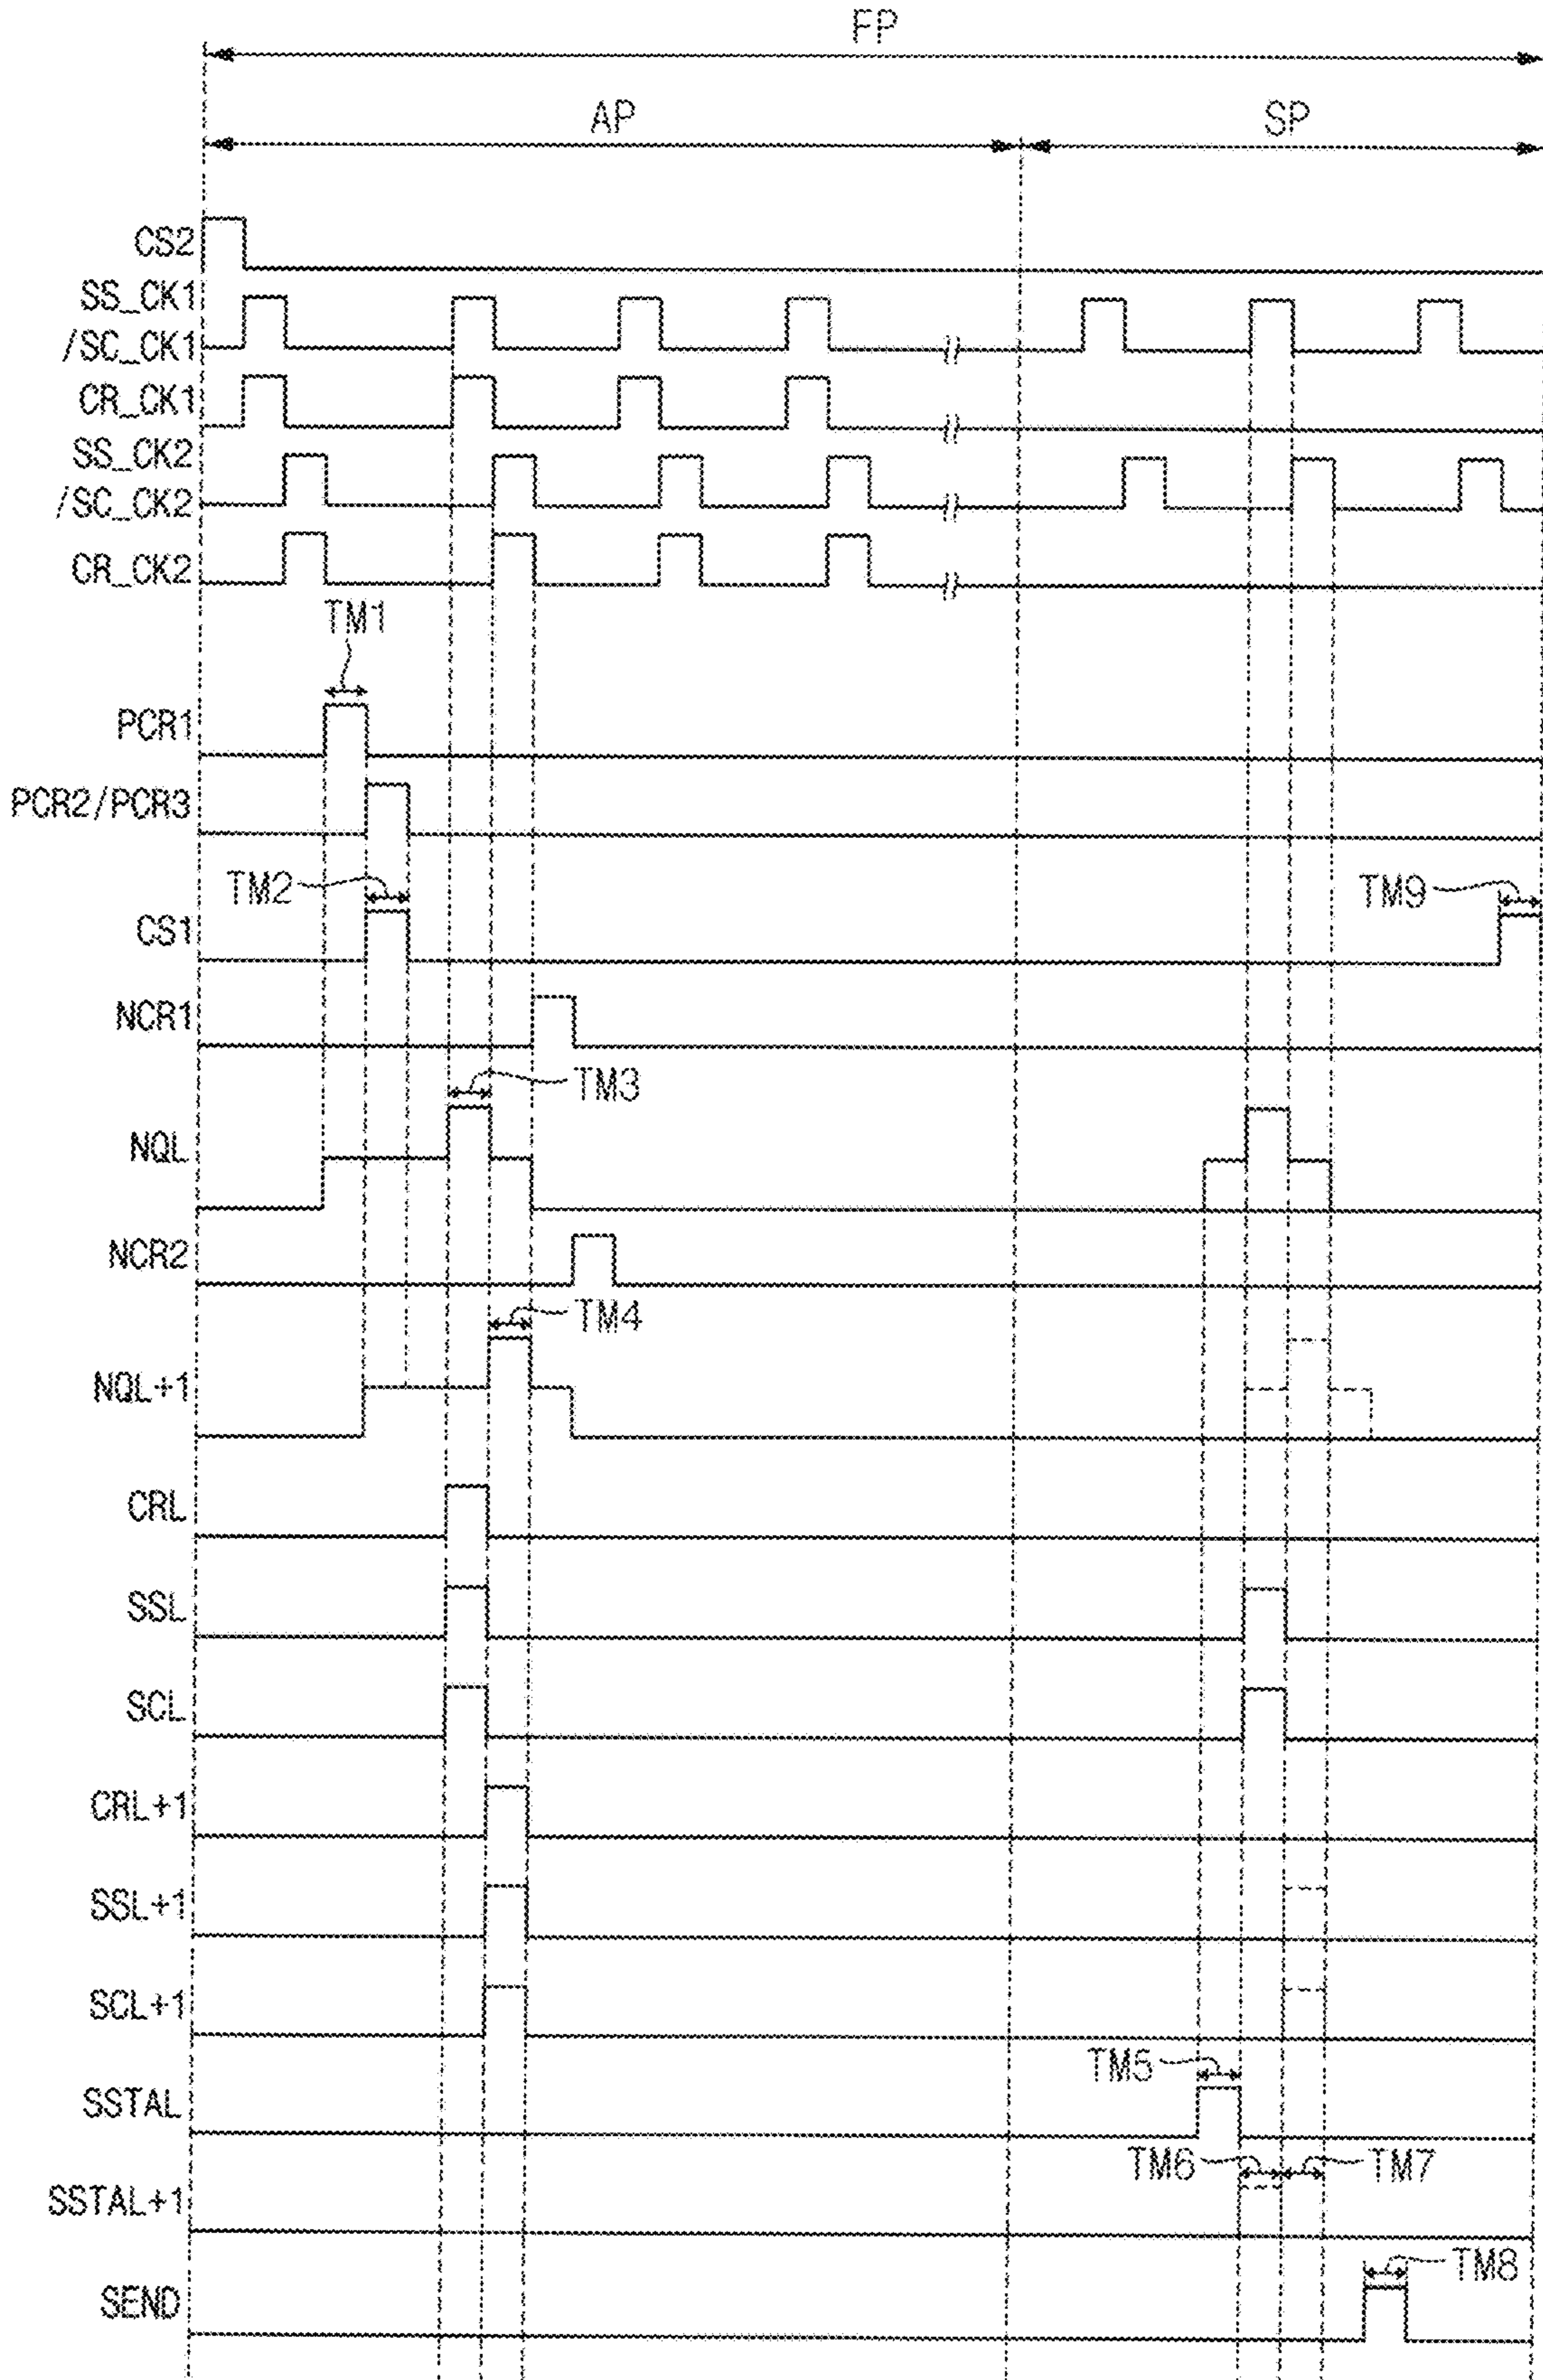 FP
AP
SP
CS2
SS_CK1
/SC_CK1
CR_CK1
SS_CK2
/SC_CK2
CR_CK2
TM1
PCR1
PCR2/PCR3
TM2
TM9
CS1
NCR1
TM3
NQL
NCR2
TM4
NQL+1
CRL
SSL
SCL
CRL+1
SSL+1
SCL+1
TM5
SSTAL
TM6
TM7
SSTAL+1
TM8
SEND